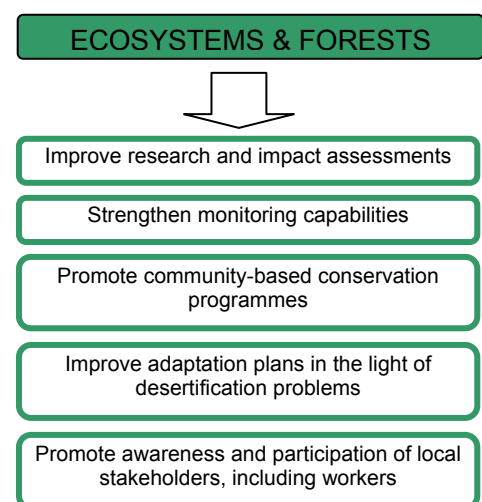 ECOSYSTEMS & FORESTS
Improve research and impact assessments
Strengthen monitoring capabilities
Promote community-based conservation
programmes
Improve adaptation plans in the light of
desertification problems
Promote awareness and participation of local
stakeholders, including workers